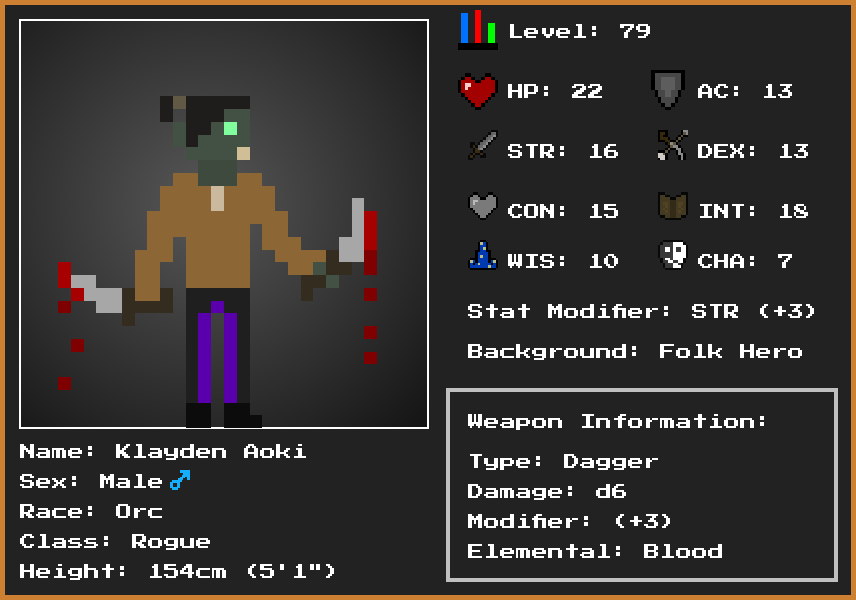 Level: 79
HP: 22
AC: 13
STR: 16
DEX: 13
CON: 15
INT: 18
WIS: 10
CHA: 7
Stat Modifier: STR (+3)
Background: Folk Hero
Weapon Information:
Type: Dagger
Damage: d6
Modifier: (+3)
Elemental: Blood
Name: Klayden Aoki
Sex: Male♂
Race: Orc
Class: Rogue
Height: 154cm (5'1")